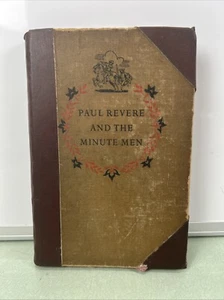 PAUL REVERE
AND THE
MINUTE MEN